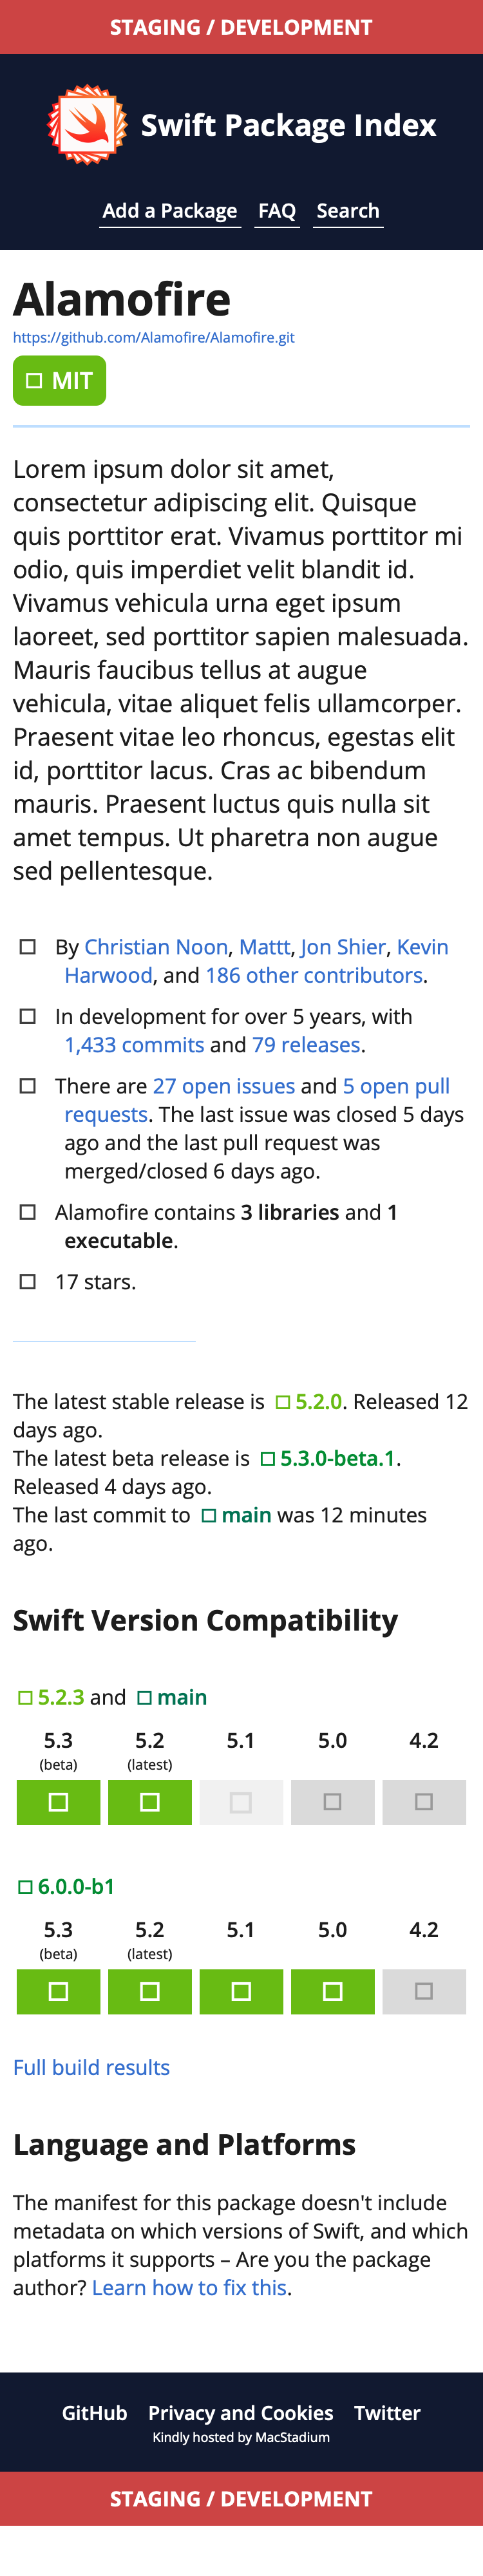 STAGING / DEVELOPMENT
Swift Package Index
Add a Package FAQ Search
Alamofire
https://github.com/Alamofire/Alamofire.git
MIT
Lorem ipsum dolor sit amet,
consectetur adipiscing elit. Quisque
quis porttitor erat. Vivamus porttitor mi
odio, quis imperdiet velit blandit id.
Vivamus vehicula urna eget ipsum
laoreet, sed porttitor sapien malesuada.
Mauris faucibus tellus at augue
vehicula, vitae aliquet felis ullamcorper.
Praesent vitae leo rhoncus, egestas elit
id, porttitor lacus. Cras ac bibendum
mauris. Praesent luctus quis nulla sit
amet tempus. Ut pharetra non augue
sed pellentesque.
By Christian Noon, Mattt, Jon Shier, Kevin
Harwood, and 186 other contributors.
In development for over 5 years, with
1,433 commits and 79 releases.
There are 27 open issues and 5 open pull
requests. The last issue was closed 5 days
ago and the last pull request was
merged/closed 6 days ago.
Alamofire contains 3 libraries and 1
executable.
17 stars.
The latest stable release is 5.2.0. Released 12
days ago.
The latest beta release is 5.3.0-beta.1.
Released 4 days ago.
The last commit to main was 12 minutes
ago.
Swift Version Compatibility
5.2.3 and main
5.3 5.2 5.1 5.0 4.2
(beta) (latest)
6.0.0-b1
5.3 5.2 5.1 5.0 4.2
(beta) (latest)
Full build results
Language and Platforms
The manifest for this package doesn't include
metadata on which versions of Swift, and which
platforms it supports – Are you the package
author? Learn how to fix this.
GitHub Privacy and Cookies Twitter
Kindly hosted by MacStadium
STAGING / DEVELOPMENT